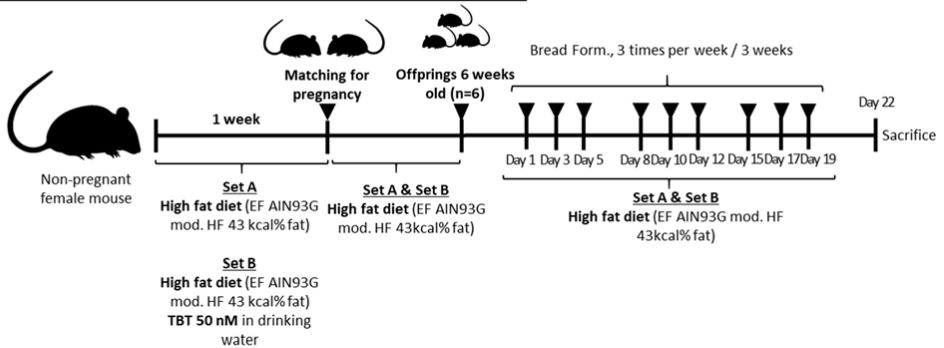 Non-pregnant
female mouse
1 week
Matching for
pregnancy
Offprings 6 weeks
old (n=6)
Bread Form., 3 times per week / 3 weeks
Day 1 Day 3 Day 5 Day 8 Day 10 Day 12 Day 15 Day 17 Day 19
Day 22
Sacrifice
Set A
High fat diet (EF AIN93G
mod. HF 43 kcal% fat)
Set B
High fat diet (EF AIN93G
mod. HF 43 kcal% fat)
TBT 50 nM in drinking
water
Set A & Set B
High fat diet (EF AIN93G
mod. HF 43kcal% fat)
Set A & Set B
High fat diet (EF AIN93G mod. HF
43kcal% fat)